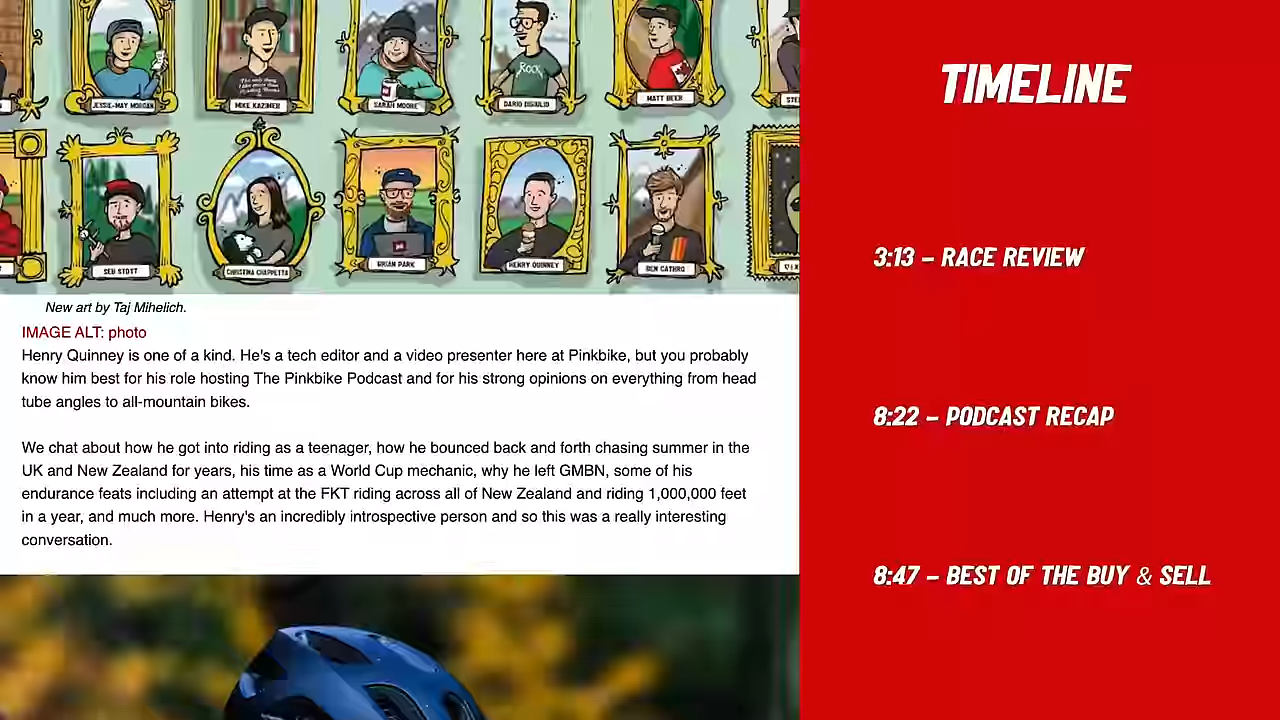 JESSIE-MAY MORGAN
MIKE KAZIMER
SARAH MOORE
DARIO DIGIULIO
MATT BEER
ROCK
SEB STOTT
CHRISTINA CHAPPETTA
BRIAN PARK
HENRY QUINNEY
BEN CATHRO
New art by Taj Mihelich.
IMAGE ALT: photo
Henry Quinney is one of a kind. He's a tech editor and a video presenter here at Pinkbike, but you probably
know him best for his role hosting The Pinkbike Podcast and for his strong opinions on everything from head
tube angles to all-mountain bikes.
We chat about how he got into riding as a teenager, how he bounced back and forth chasing summer in the
UK and New Zealand for years, his time as a World Cup mechanic, why he left GMBN, some of his
endurance feats including an attempt at the FKT riding across all of New Zealand and riding 1,000,000 feet
in a year, and much more. Henry's an incredibly introspective person and so this was a really interesting
conversation.
TIMELINE
3:13 – RACE REVIEW
8:22 – PODCAST RECAP
8:47 – BEST OF THE BUY & SELL